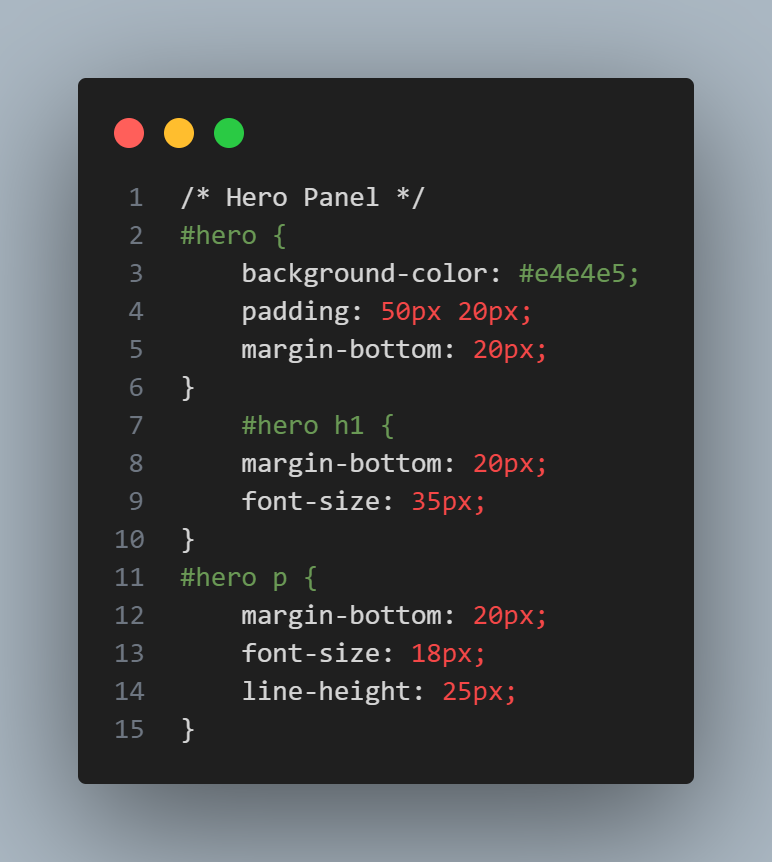 1 /* Hero Panel */
2 #hero {
3     background-color: #e4e4e5;
4     padding: 50px 20px;
5     margin-bottom: 20px;
6 }
7     #hero h1 {
8     margin-bottom: 20px;
9     font-size: 35px;
10 }
11 #hero p {
12     margin-bottom: 20px;
13     font-size: 18px;
14     line-height: 25px;
15 }